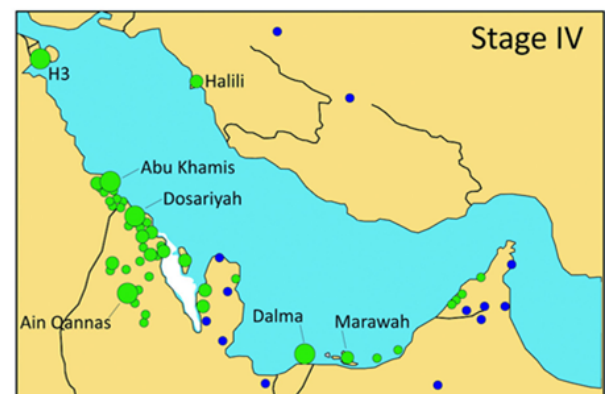 Stage IV
H3
Halili
Abu Khamis
Dosariyah
Ain Qannas
Dalma
Marawah